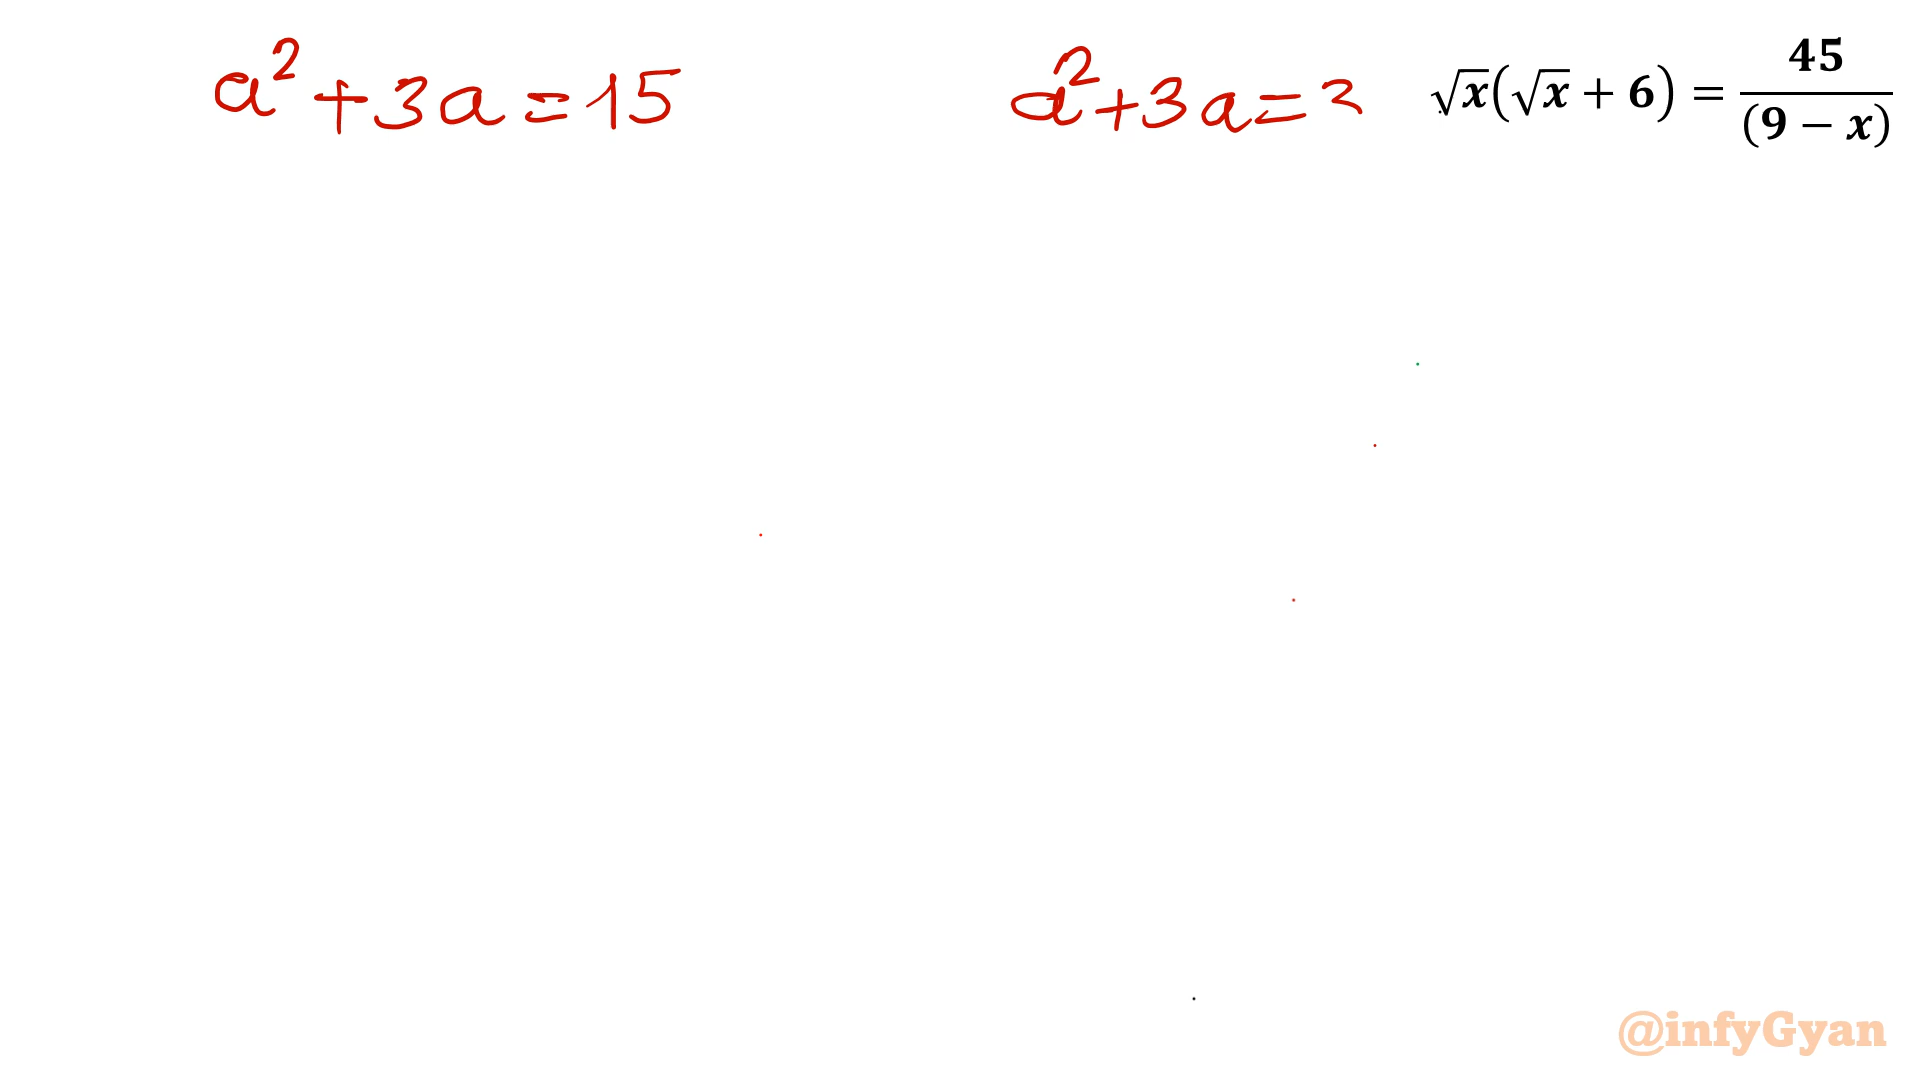 a² + 3a = 15
a² + 3a = 3
√x(√x + 6) = 45/(9 − x)
@infyGyan